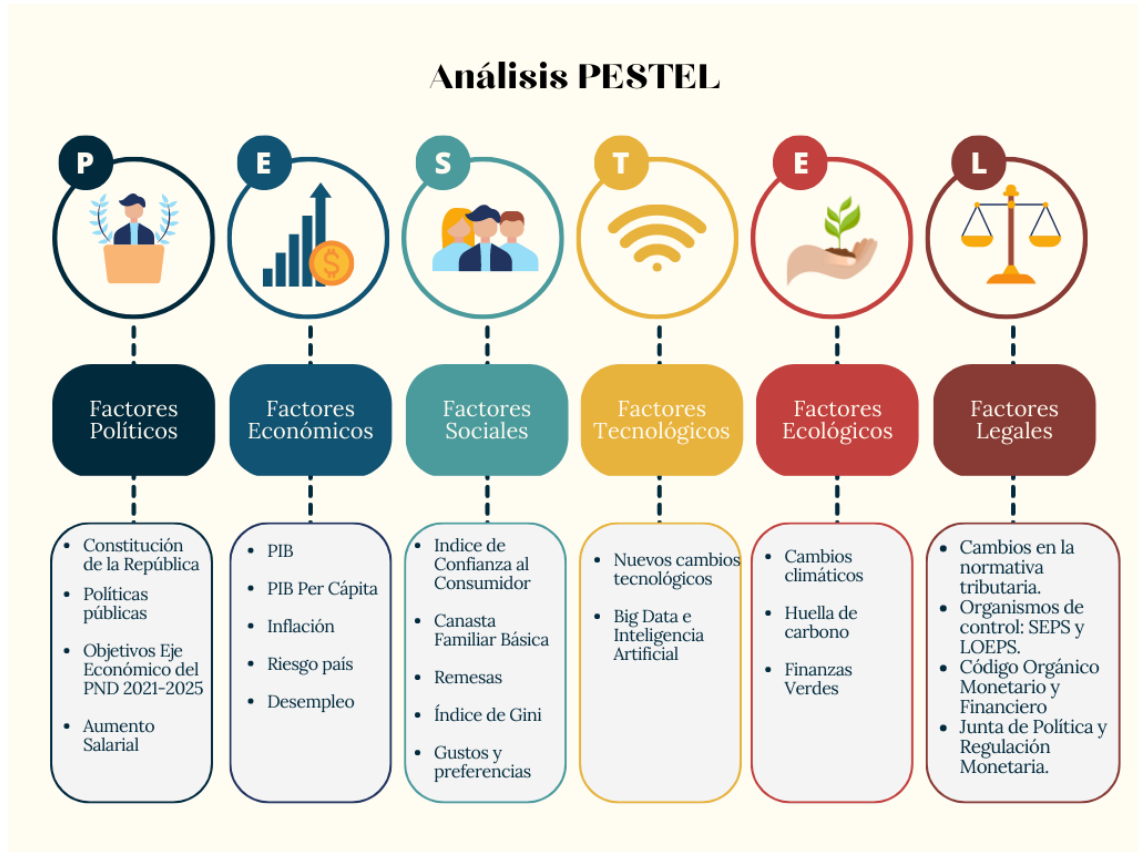 Análisis PESTEL
P
E
S
T
E
L
Factores
Políticos
Factores
Económicos
Factores
Sociales
Factores
Tecnológicos
Factores
Ecológicos
Factores
Legales
• Constitución
de la República
• Políticas
públicas
• Objetivos Eje
Económico del
PND 2021-2025
• Aumento
Salarial
• PIB
• PIB Per Cápita
• Inflación
• Riesgo país
• Desempleo
• Indice de
Confianza al
Consumidor
• Canasta
Familiar Básica
• Remesas
• Índice de Gini
• Gustos y
preferencias
• Nuevos cambios
tecnológicos
• Big Data e
Inteligencia
Artificial
• Cambios
climáticos
• Huella de
carbono
• Finanzas
Verdes
• Cambios en la
normativa
tributaria.
• Organismos de
control: SEPS y
LOEPS.
• Código Orgánico
Monetario y
Financiero
• Junta de Política y
Regulación
Monetaria.